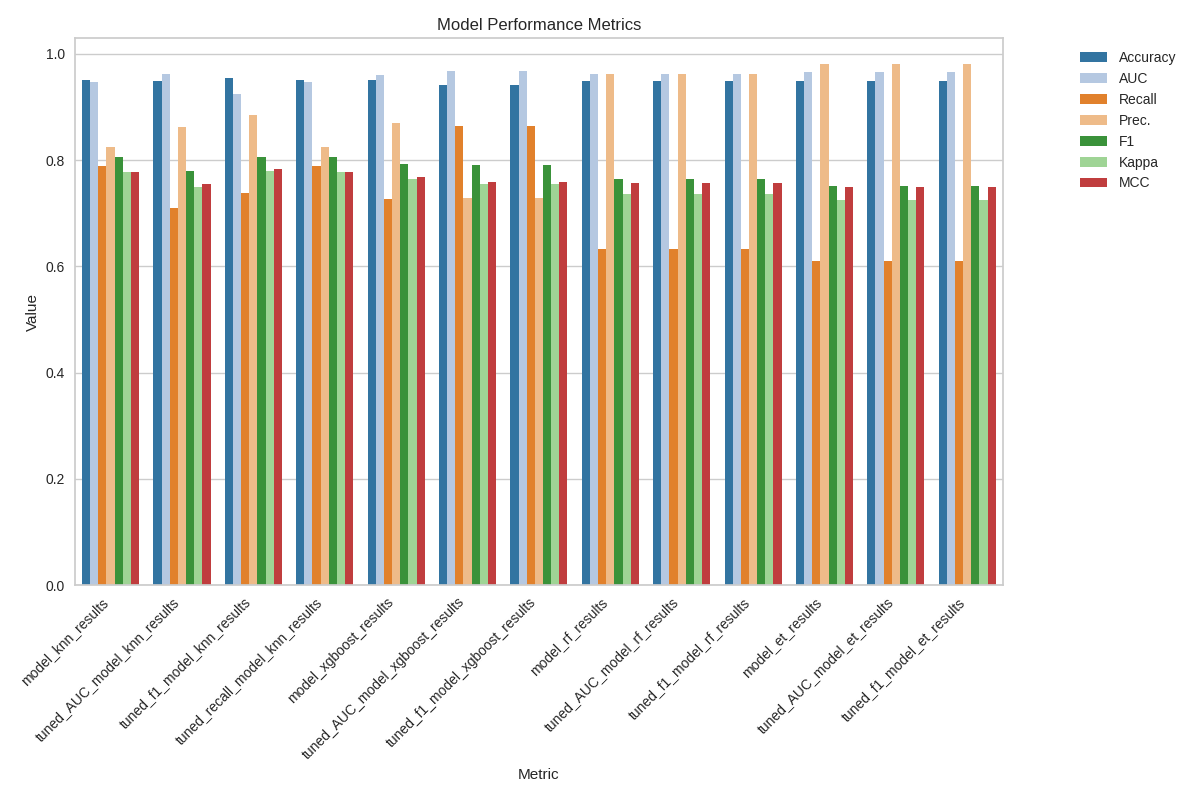 Model Performance Metrics
1.0
0.8
0.6
0.4
0.2
0.0
Value
model_knn_results
tuned_AUC_model_knn_results
tuned_f1_model_knn_results
tuned_recall_model_knn_results
model_xgboost_results
tuned_AUC_model_xgboost_results
tuned_f1_model_xgboost_results
model_rf_results
tuned_AUC_model_rf_results
tuned_f1_model_rf_results
model_et_results
tuned_AUC_model_et_results
tuned_f1_model_et_results
Metric
Accuracy
AUC
Recall
Prec.
F1
Kappa
MCC